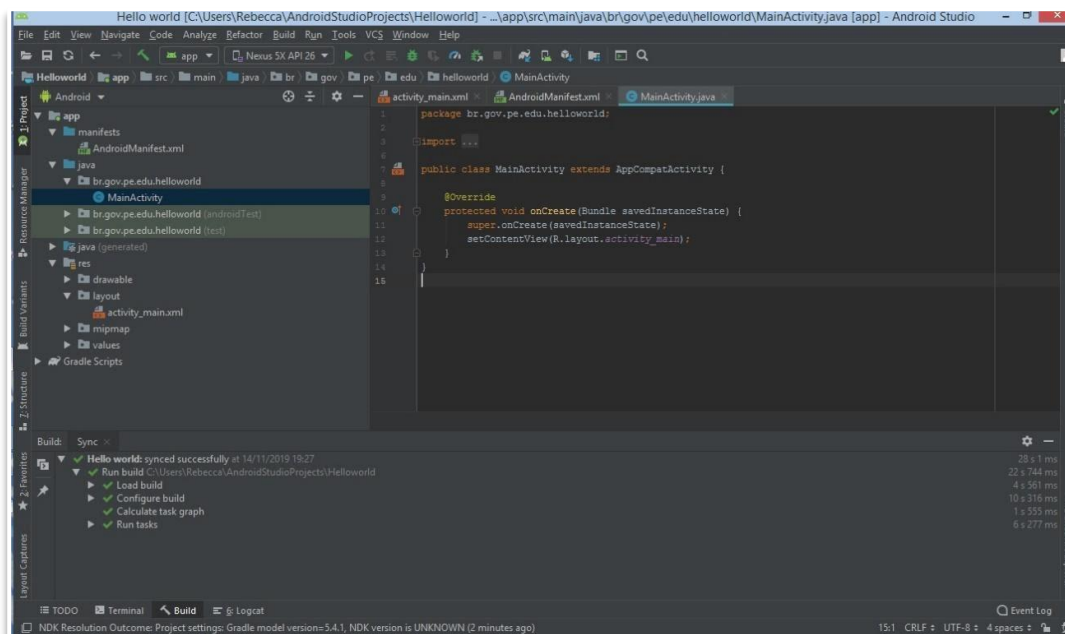 Hello world [C:\Users\Rebecca\AndroidStudioProjects\Helloworld] - ...\app\src\main\java\br\gov\pe\edu\helloworld\MainActivity.java [app] - Android Studio
File Edit View Navigate Code Analyze Refactor Build Run Tools VCS Window Help
app Nexus 5X API 26
Helloworld app src main java br gov pe edu helloworld MainActivity
Android
activity_main.xml AndroidManifest.xml MainActivity.java
1: Project
Resource Manager
Build Variants
Z: Structure
2: Favorites
Layout Captures
app
manifests
AndroidManifest.xml
java
br.gov.pe.edu.helloworld
MainActivity
br.gov.pe.edu.helloworld (androidTest)
br.gov.pe.edu.helloworld (test)
java (generated)
res
drawable
layout
activity_main.xml
mipmap
values
Gradle Scripts
1 package br.gov.pe.edu.helloworld;
2
3 import ...
6
7 public class MainActivity extends AppCompatActivity {
8
9 @Override
10 protected void onCreate(Bundle savedInstanceState) {
11 super.onCreate(savedInstanceState);
12 setContentView(R.layout.activity_main);
13 }
14 }
15
Build: Sync
Hello world: synced successfully at 14/11/2019 19:27 28 s 1 ms
Run build C:\Users\Rebecca\AndroidStudioProjects\Helloworld 22 s 744 ms
Load build 4 s 561 ms
Configure build 10 s 316 ms
Calculate task graph 1 s 555 ms
Run tasks 6 s 277 ms
TODO Terminal Build 6: Logcat Event Log
NDK Resolution Outcome: Project settings: Gradle model version=5.4.1, NDK version is UNKNOWN (2 minutes ago) 15:1 CRLF UTF-8 4 spaces